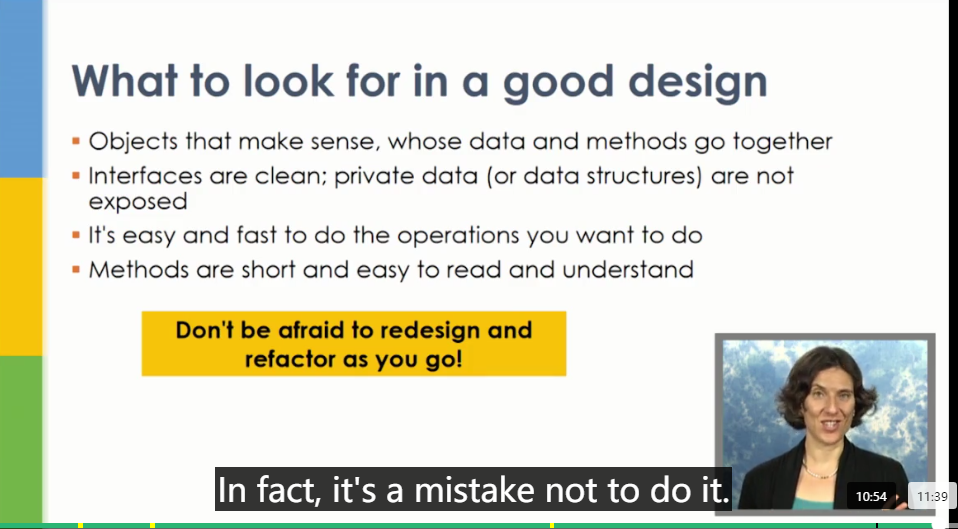 What to look for in a good design
Objects that make sense, whose data and methods go together
Interfaces are clean; private data (or data structures) are not
exposed
It's easy and fast to do the operations you want to do
Methods are short and easy to read and understand
Don't be afraid to redesign and
refactor as you go!
In fact, it's a mistake not to do it.
10:54
11:39